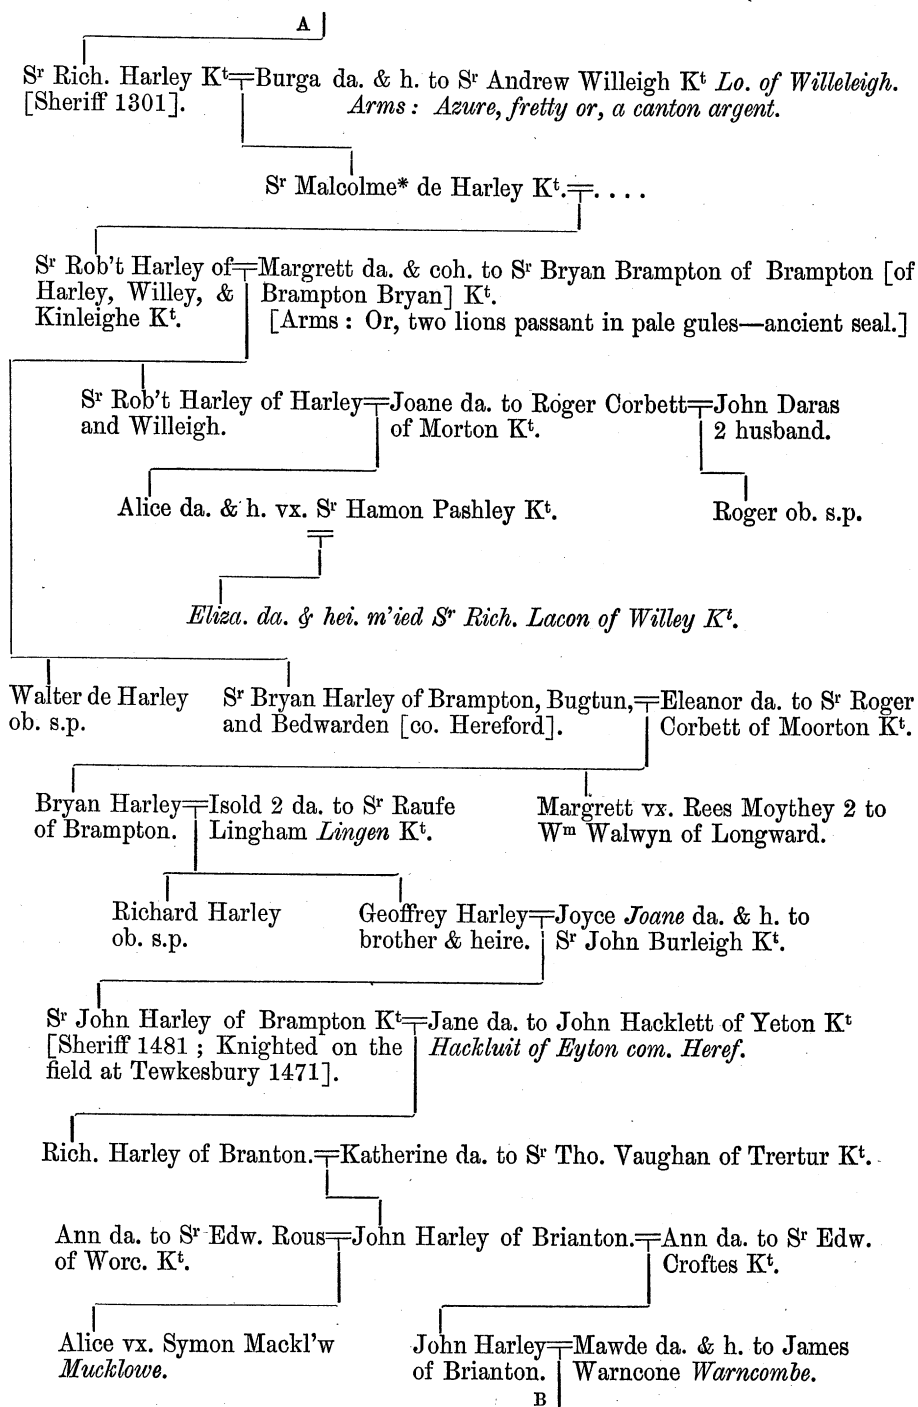 A
Sʳ Rich. Harley Kᵗ=Burga da. & h. to Sʳ Andrew Willeigh Kᵗ Lo. of Willeleigh.
[Sheriff 1301]. Arms: Azure, fretty or, a canton argent.
Sʳ Malcolme* de Harley Kᵗ.=. . . .
Sʳ Rob't Harley of=Margrett da. & coh. to Sʳ Bryan Brampton of Brampton [of
Harley, Willey, & Brampton Bryan] Kᵗ.
Kinleighe Kᵗ. [Arms: Or, two lions passant in pale gules—ancient seal.]
Sʳ Rob't Harley of Harley=Joane da. to Roger Corbett=John Daras
and Willeigh. of Morton Kᵗ. 2 husband.
Alice da. & h. vx. Sʳ Hamon Pashley Kᵗ. Roger ob. s.p.
=
Eliza. da. & hei. m'ied Sʳ Rich. Lacon of Willey Kᵗ.
Walter de Harley Sʳ Bryan Harley of Brampton, Bugtun,=Eleanor da. to Sʳ Roger
ob. s.p. and Bedwarden [co. Hereford]. Corbett of Moorton Kᵗ.
Bryan Harley=Isold 2 da. to Sʳ Raufe Margrett vx. Rees Moythey 2 to
of Brampton. Lingham Lingen Kᵗ. Wᵐ Walwyn of Longward.
Richard Harley Geoffrey Harley=Joyce Joane da. & h. to
ob. s.p. brother & heire. Sʳ John Burleigh Kᵗ.
Sʳ John Harley of Brampton Kᵗ=Jane da. to John Hacklett of Yeton Kᵗ
[Sheriff 1481; Knighted on the Hackluit of Eyton com. Heref.
field at Tewkesbury 1471].
Rich. Harley of Branton.=Katherine da. to Sʳ Tho. Vaughan of Trertur Kᵗ.
Ann da. to Sʳ Edw. Rous=John Harley of Brianton.=Ann da. to Sʳ Edw.
of Worc. Kᵗ. Croftes Kᵗ.
Alice vx. Symon Mackl'w John Harley=Mawde da. & h. to James
Mucklowe. of Brianton. Warncone Warncombe.
B